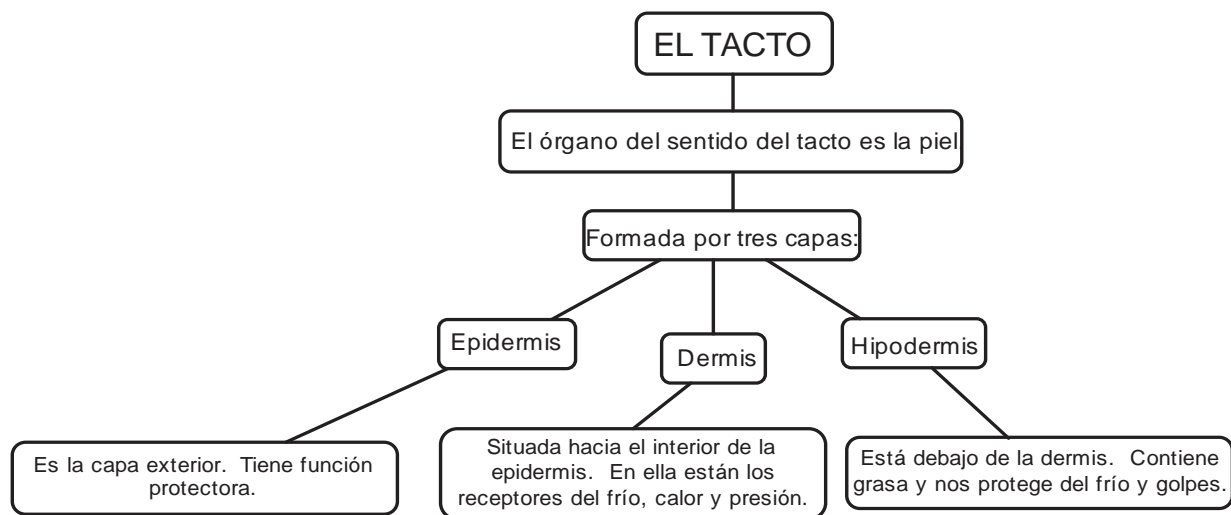 EL TACTO
El órgano del sentido del tacto es la piel
Formada por tres capas:
Epidermis
Dermis
Hipodermis
Es la capa exterior. Tiene función
protectora.
Situada hacia el interior de la
epidermis. En ella están los
receptores del frío, calor y presión.
Está debajo de la dermis. Contiene
grasa y nos protege del frío y golpes.